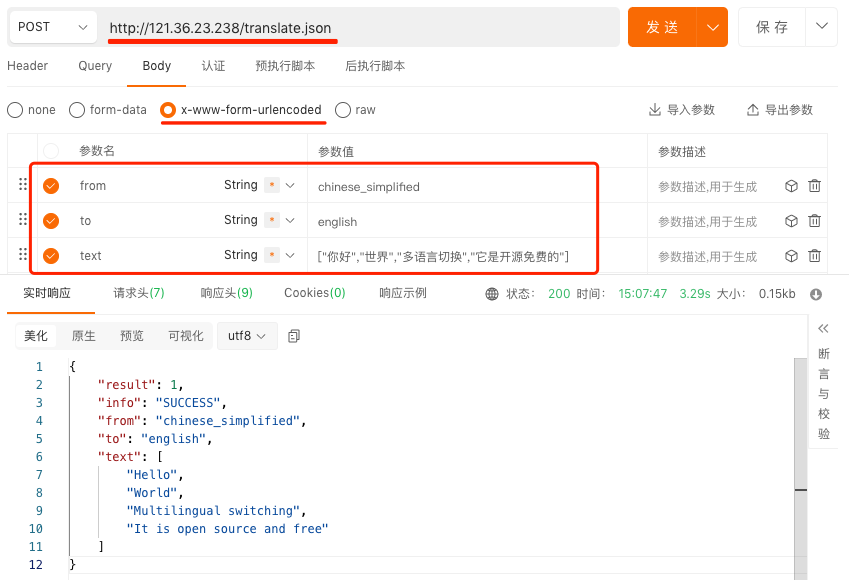 POST http://121.36.23.238/translate.json 发 送 保 存
Header Query Body 认证 预执行脚本 后执行脚本
none form-data x-www-form-urlencoded raw 导入参数 导出参数
参数名 参数值 参数描述
from String * chinese_simplified 参数描述,用于生成
to String * english 参数描述,用于生成
text String * ["你好","世界","多语言切换","它是开源免费的"] 参数描述,用于生成
实时响应 请求头(7) 响应头(9) Cookies(0) 响应示例 状态: 200 时间: 15:07:47 3.29s 大小: 0.15kb
美化 原生 预览 可视化 utf8
1 {
2 "result": 1,
3 "info": "SUCCESS",
4 "from": "chinese_simplified",
5 "to": "english",
6 "text": [
7 "Hello",
8 "World",
9 "Multilingual switching",
10 "It is open source and free"
11 ]
12 }
断
言
与
校
验